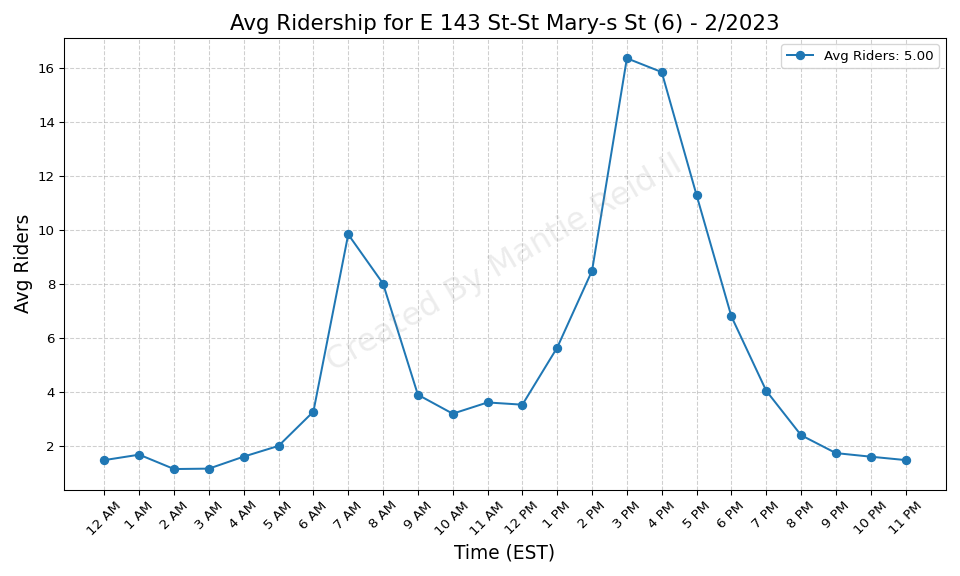 Avg Ridership for E 143 St-St Mary-s St (6) - 2/2023
Avg Riders: 5.00
Avg Riders
16
14
12
10
8
6
4
2
Created By Mantie Reid II
12 AM
1 AM
2 AM
3 AM
4 AM
5 AM
6 AM
7 AM
8 AM
9 AM
10 AM
11 AM
12 PM
1 PM
2 PM
3 PM
4 PM
5 PM
6 PM
7 PM
8 PM
9 PM
10 PM
11 PM
Time (EST)